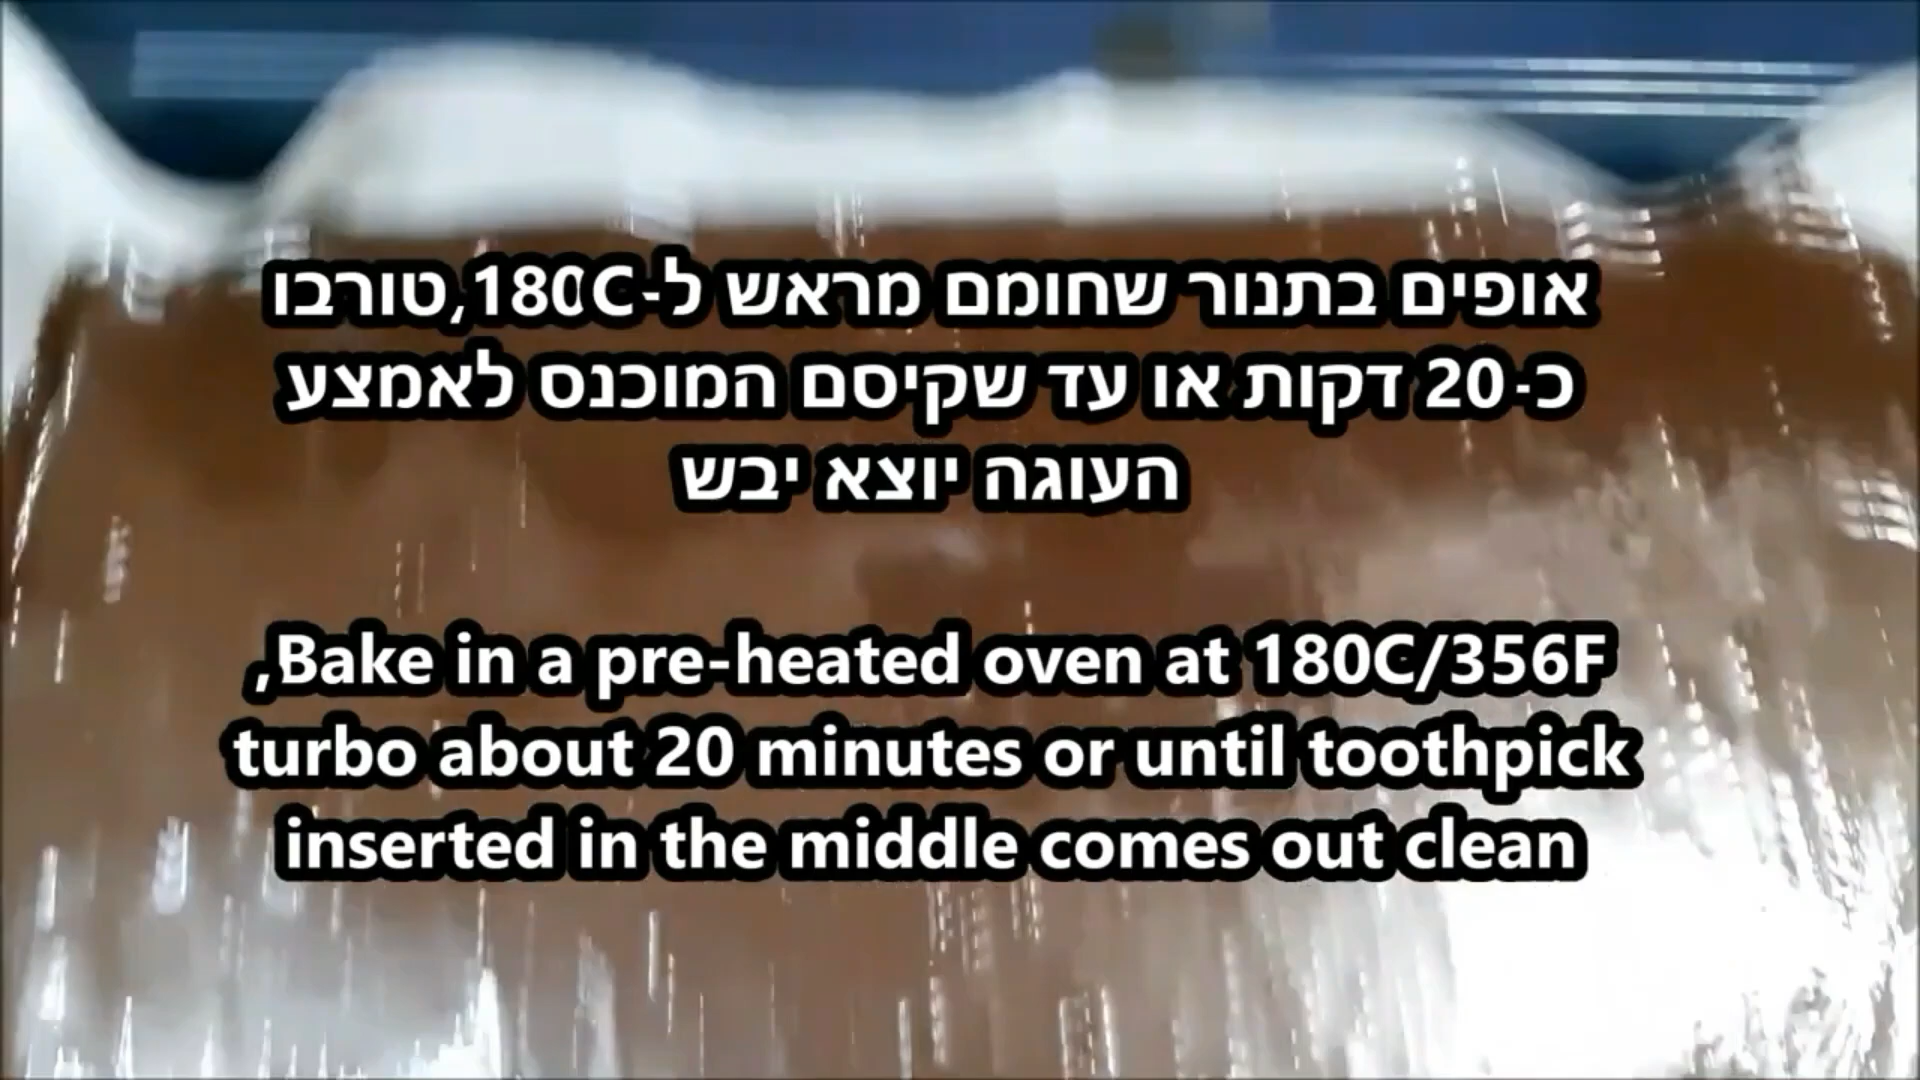 אופים בתנור שחומם מראש ל-180C,טורבו
כ-20 דקות או עד שקיסם המוכנס לאמצע
העוגה יוצא יבש
,Bake in a pre-heated oven at 180C/356F
turbo about 20 minutes or until toothpick
inserted in the middle comes out clean